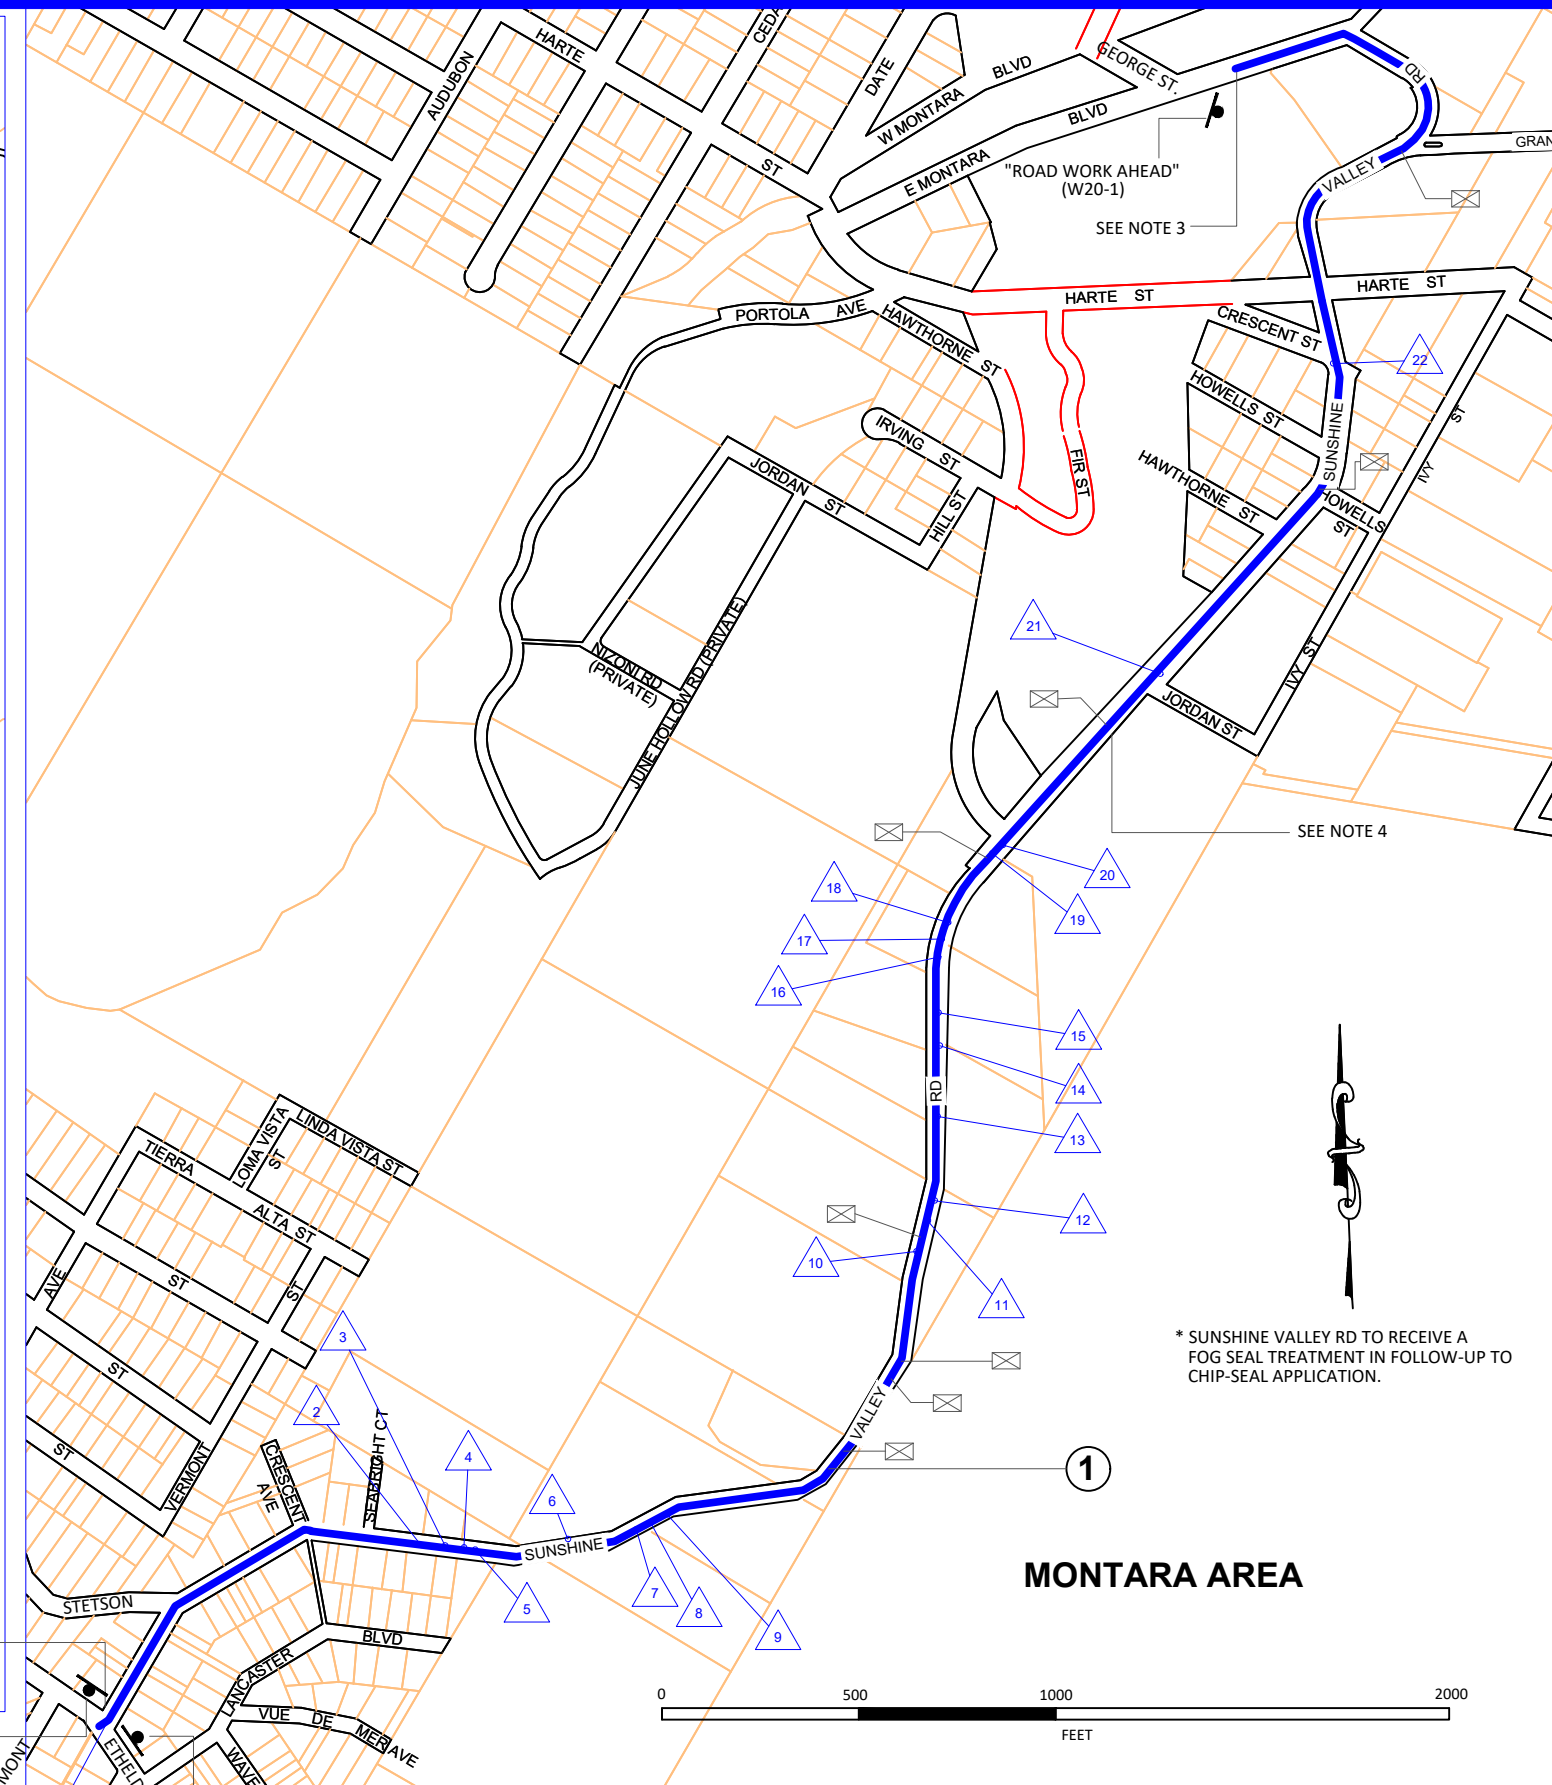 HARTE
ST
AUDUBON
DATE
W MONTARA
BLVD
E MONTARA
BLVD
GEORGE ST.
RD
VALLEY
"ROAD WORK AHEAD"
(W20-1)
SEE NOTE 3
HARTE ST
HARTE ST
PORTOLA AVE
HAWTHORNE ST
CRESCENT ST
22
HOWELLS ST
SUNSHINE
IVY ST
IRVING ST
FIR ST
JORDAN ST
HILL ST
HAWTHORNE ST
HOWELLS
ST
21
NIZONI RD
(PRIVATE)
JUNE HOLLOW RD (PRIVATE)
IVY ST
JORDAN ST
SEE NOTE 4
20
18
19
17
16
15
14
RD
13
12
10
11
LOMA VISTA
ST
LINDA VISTA ST
TIERRA
ALTA ST
ST
ST
AVE
ST
ST
VERMONT
3
2
4
6
CRESCENT
AVE
SEABRIGHT CT
* SUNSHINE VALLEY RD TO RECEIVE A
FOG SEAL TREATMENT IN FOLLOW-UP TO
CHIP-SEAL APPLICATION.
VALLEY
1
SUNSHINE
5
7
8
9
MONTARA AREA
STETSON
LANCASTER
BLVD
VUE DE
MER AVE
0 500 1000 2000
FEET